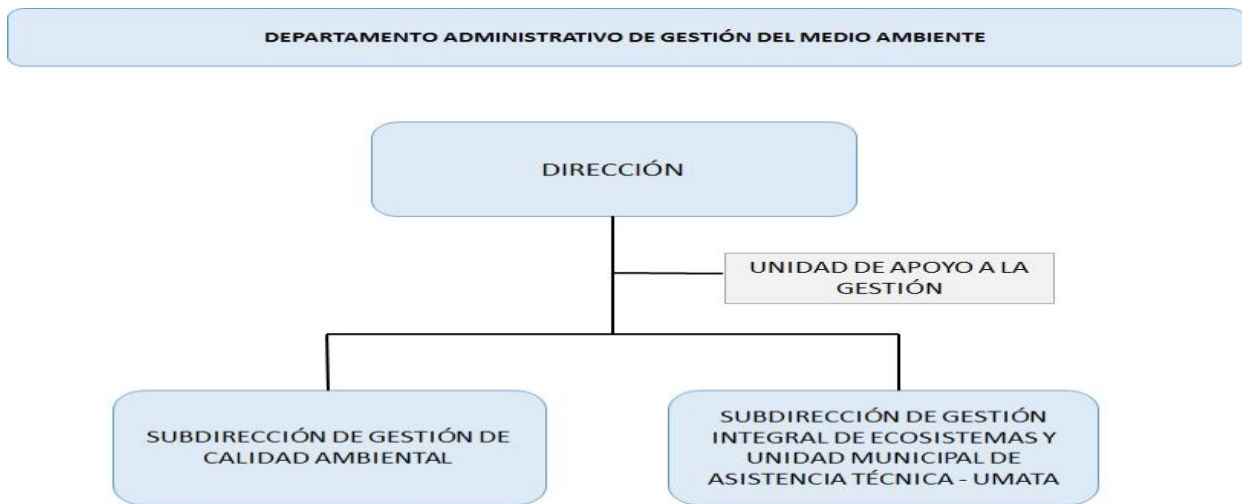 DEPARTAMENTO ADMINISTRATIVO DE GESTIÓN DEL MEDIO AMBIENTE
DIRECCIÓN
UNIDAD DE APOYO A LA
GESTIÓN
SUBDIRECCIÓN DE GESTIÓN DE
CALIDAD AMBIENTAL
SUBDIRECCIÓN DE GESTIÓN
INTEGRAL DE ECOSISTEMAS Y
UNIDAD MUNICIPAL DE
ASISTENCIA TÉCNICA - UMATA